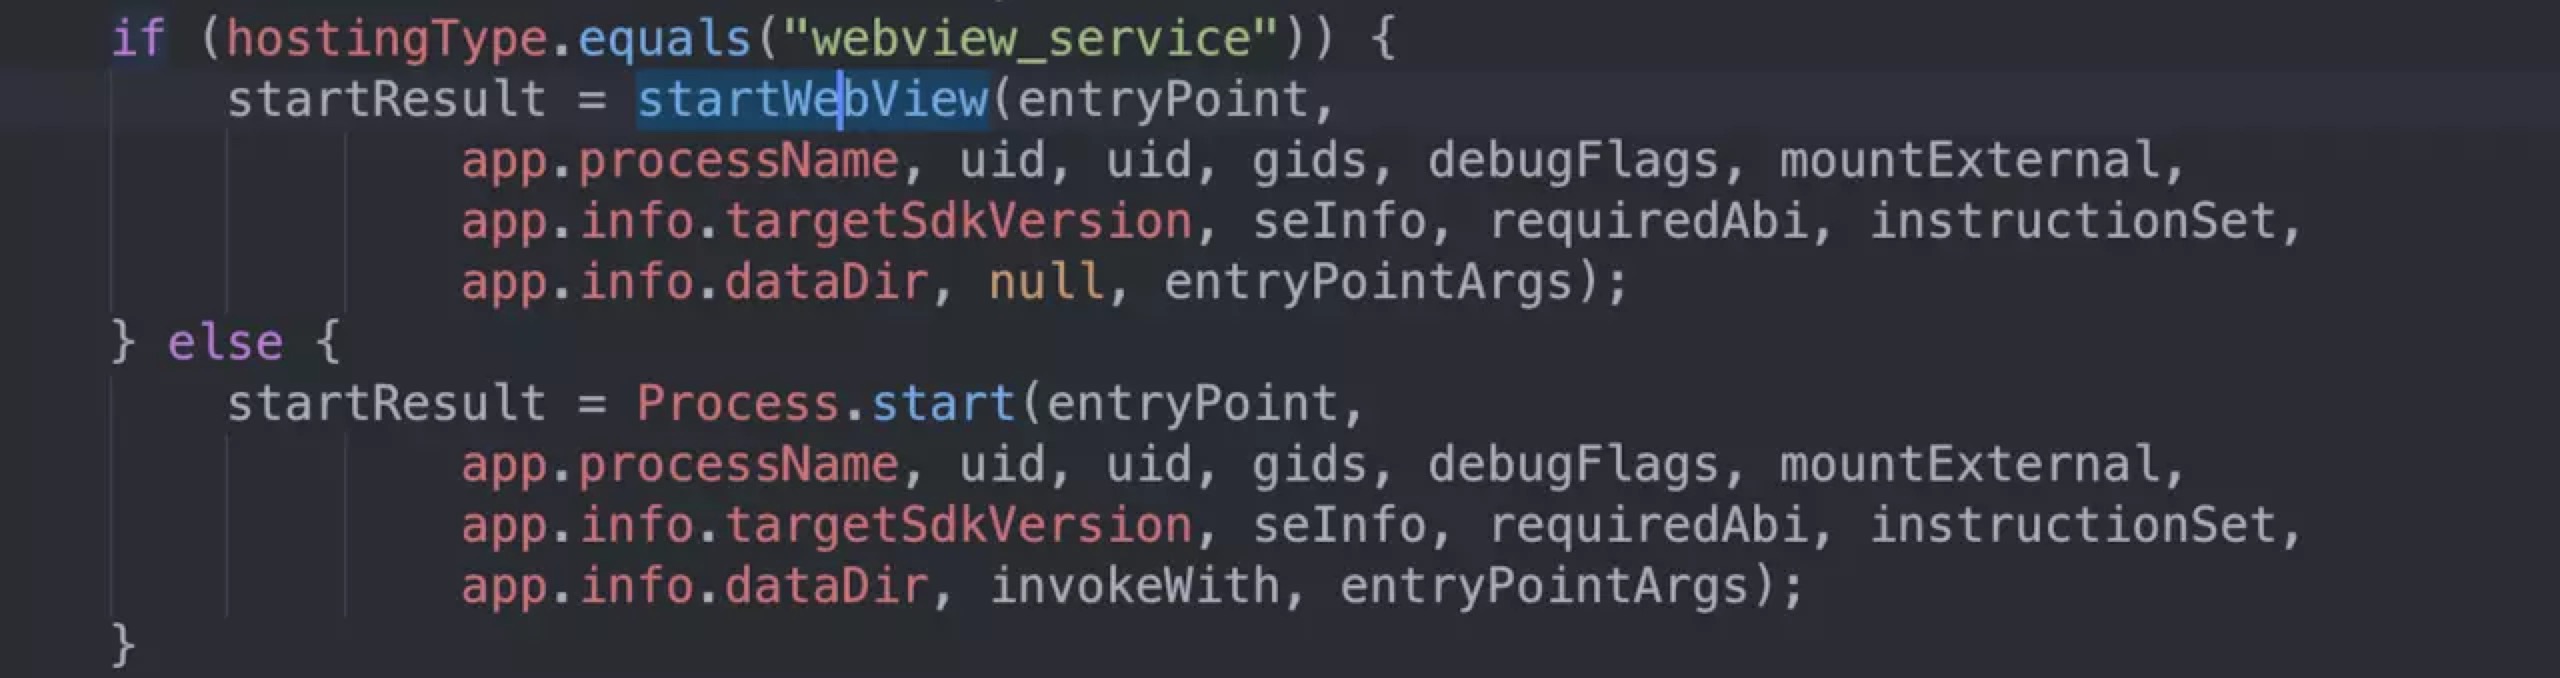 if (hostingType.equals("webview_service")) {
startResult = startWebView(entryPoint,
app.processName, uid, uid, gids, debugFlags, mountExternal,
app.info.targetSdkVersion, seInfo, requiredAbi, instructionSet,
app.info.dataDir, null, entryPointArgs);
} else {
startResult = Process.start(entryPoint,
app.processName, uid, uid, gids, debugFlags, mountExternal,
app.info.targetSdkVersion, seInfo, requiredAbi, instructionSet,
app.info.dataDir, invokeWith, entryPointArgs);
}